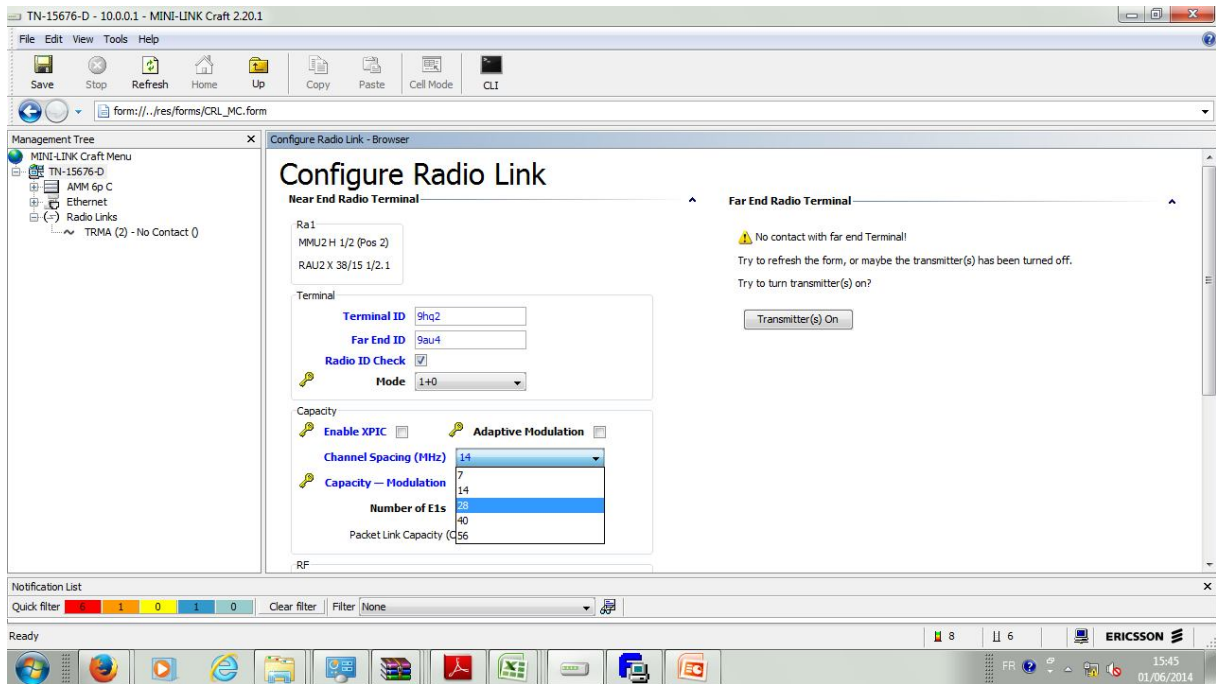 TN-15676-D - 10.0.0.1 - MINI-LINK Craft 2.20.1
File Edit View Tools Help
Save Stop Refresh Home Up Copy Paste Cell Mode CLI
form://../res/forms/CRL_MC.form
Management Tree
MINI-LINK Craft Menu
TN-15676-D
AMM 6p C
Ethernet
Radio Links
TRMA (2) - No Contact ()
Configure Radio Link - Browser
Configure Radio Link
Near End Radio Terminal
Ra1
MMU2 H 1/2 (Pos 2)
RAU2 X 38/15 1/2.1
Terminal
Terminal ID 9hq2
Far End ID 9au4
Radio ID Check
Mode 1+0
Capacity
Enable XPIC Adaptive Modulation
Channel Spacing (MHz) 14
7
Capacity — Modulation
14
Number of E1s 28
40
Packet Link Capacity (
56
RF
Far End Radio Terminal
No contact with far end Terminal!
Try to refresh the form, or maybe the transmitter(s) has been turned off.
Try to turn transmitter(s) on?
Transmitter(s) On
Notification List
Quick filter 6 1 0 1 0 Clear filter Filter None
Ready 8 6 ERICSSON
FR 15:45
01/06/2014